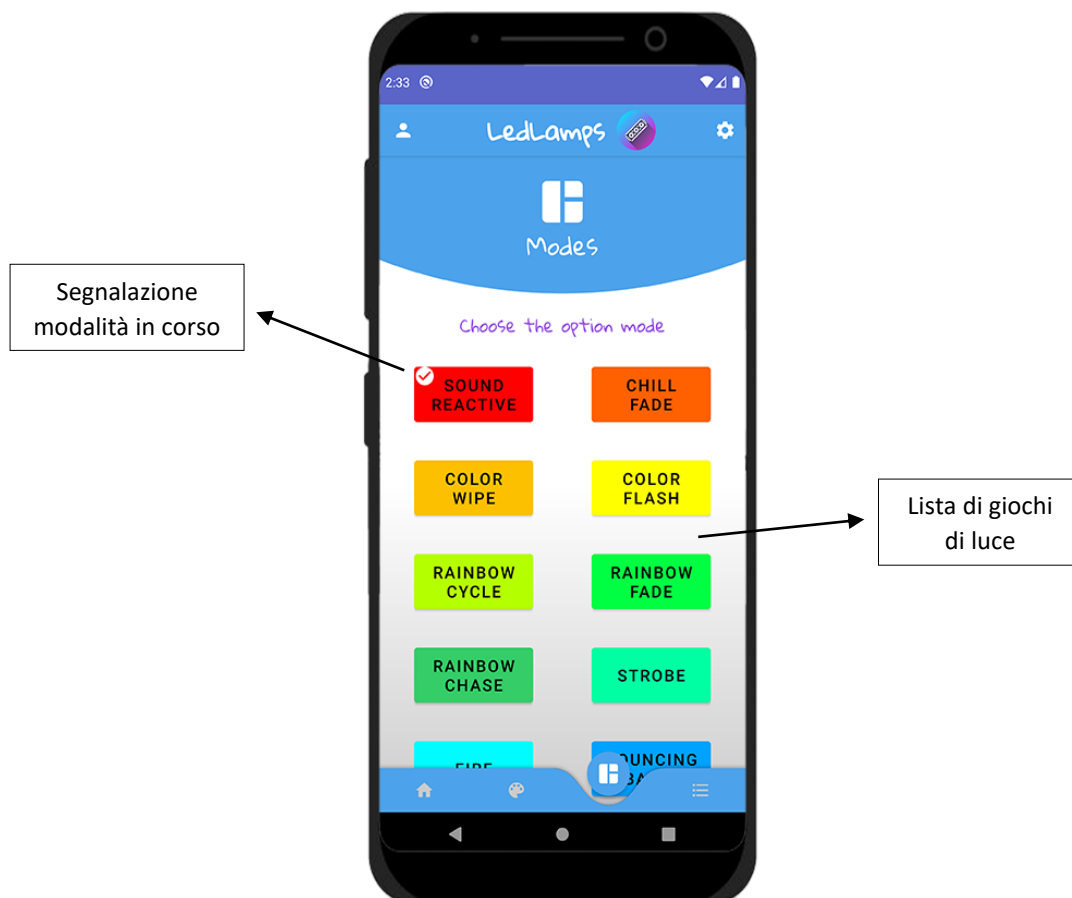 2:33
LedLamps
Modes
Segnalazione
modalità in corso
Choose the option mode
SOUND
REACTIVE
CHILL
FADE
COLOR
WIPE
COLOR
FLASH
Lista di giochi
di luce
RAINBOW
CYCLE
RAINBOW
FADE
RAINBOW
CHASE
STROBE